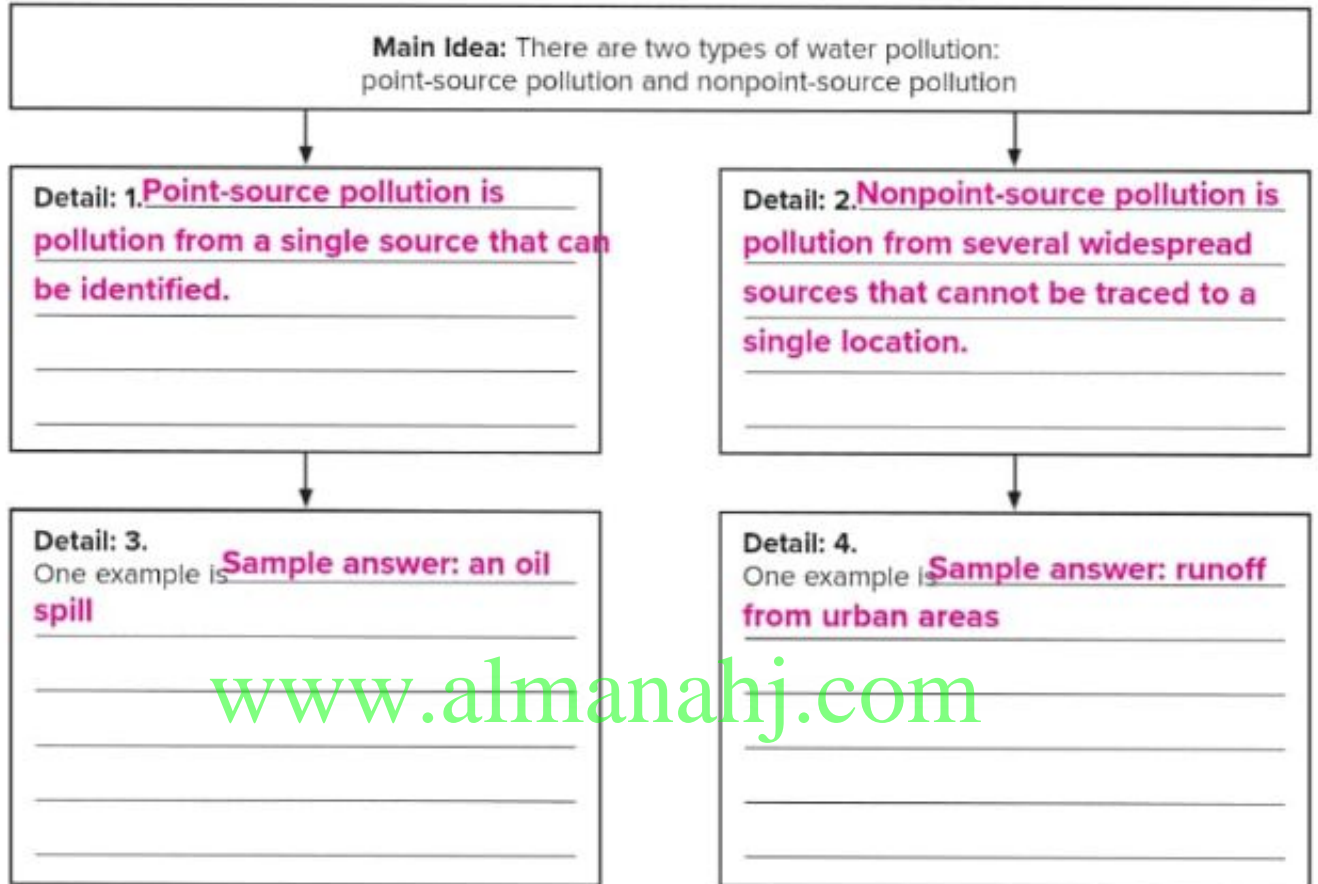 Main Idea: There are two types of water pollution:
point-source pollution and nonpoint-source pollution
Detail: 1. Point-source pollution is
pollution from a single source that can
be identified.
Detail: 2. Nonpoint-source pollution is
pollution from several widespread
sources that cannot be traced to a
single location.
Detail: 3.
One example is Sample answer: an oil
spill
Detail: 4.
One example is Sample answer: runoff
from urban areas
www.almanahj.com